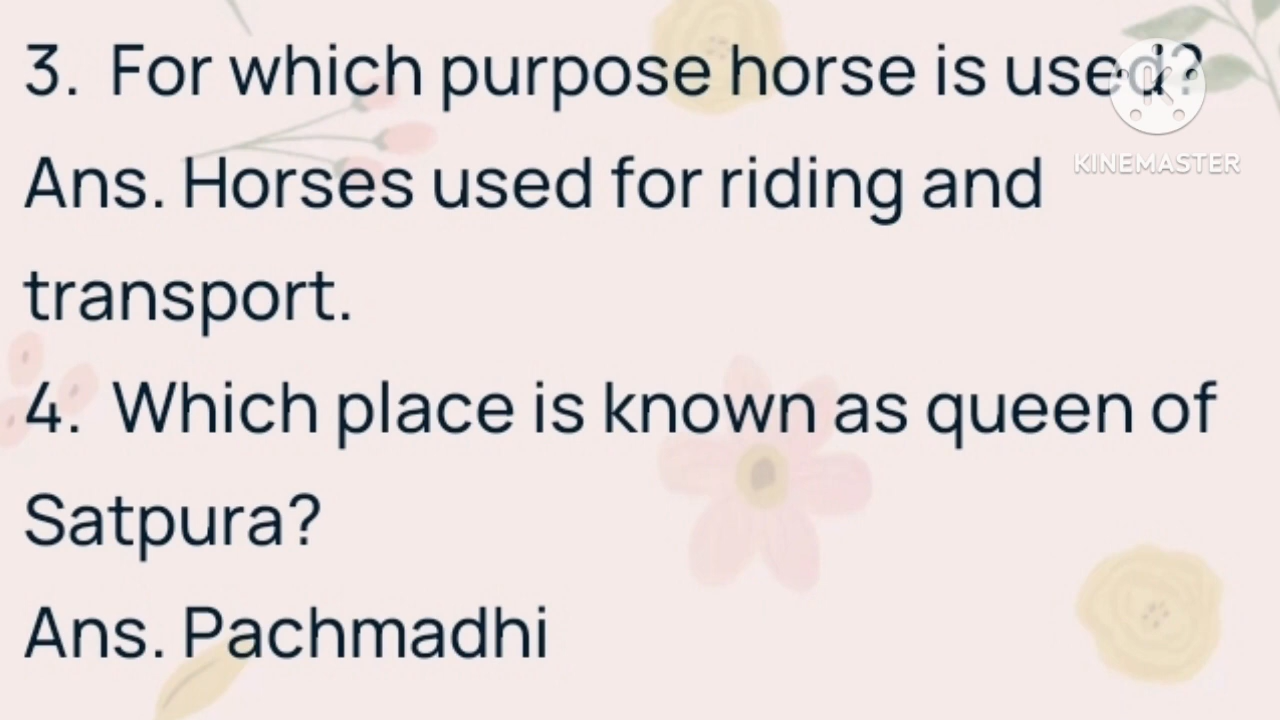 3. For which purpose horse is used?
KINEMASTER
Ans. Horses used for riding and
transport.
4. Which place is known as queen of
Satpura?
Ans. Pachmadhi